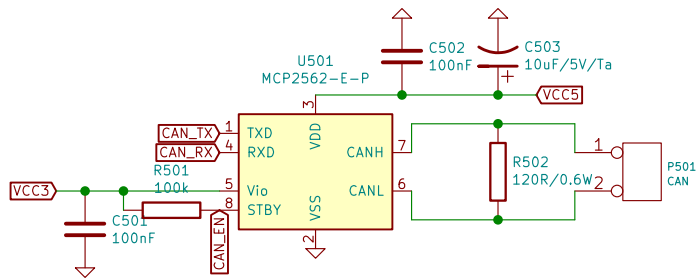 C502
100nF
C503
10uF/5V/Ta
U501
MCP2562-E-P
VCC5
3
VDD
CAN_TX
1
TXD
CAN_RX
4
RXD
CANH
7
1
R501
100k
R502
120R/0.6W
P501
CAN
VCC3
5
Vio
CANL
6
2
8
STBY
VSS
C501
100nF
CAN_EN
2